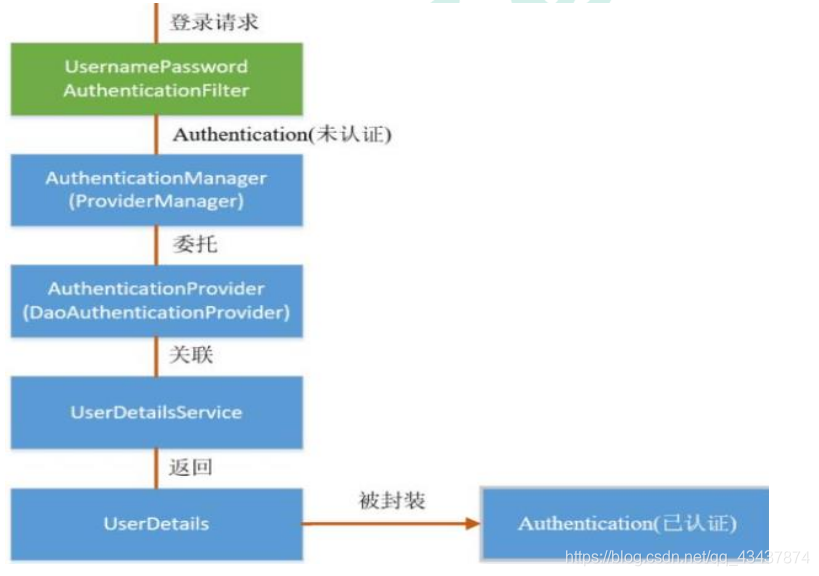 登录请求
UsernamePassword
AuthenticationFilter
Authentication(未认证)
AuthenticationManager
(ProviderManager)
委托
AuthenticationProvider
(DaoAuthenticationProvider)
关联
UserDetailsService
返回
UserDetails
被封装
Authentication(已认证)
https://blog.csdn.net/qq_43437874